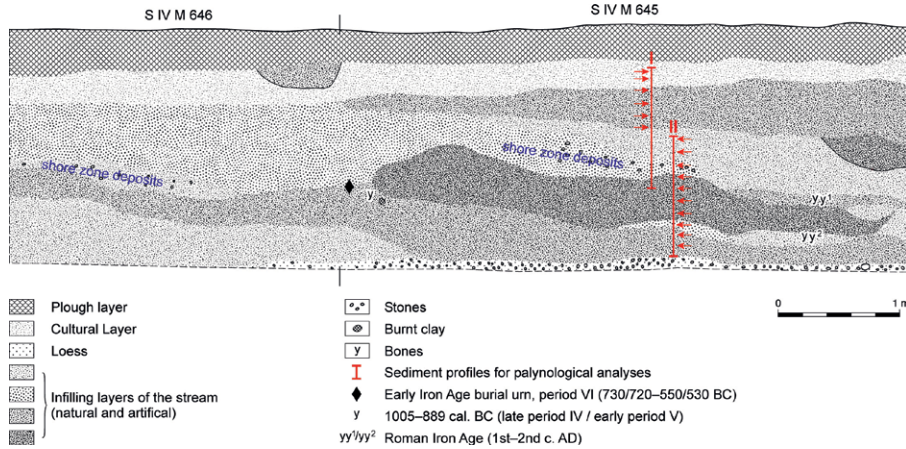 S IV M 646
S IV M 645
I
II
shore zone deposits
shore zone deposits
y
yy¹
yy²
Plough layer
Cultural Layer
Loess
Infilling layers of the stream
(natural and artifical)
Stones
Burnt clay
y Bones
Sediment profiles for palynological analyses
Early Iron Age burial urn, period VI (730/720–550/530 BC)
y 1005–889 cal. BC (late period IV / early period V)
yy¹/yy² Roman Iron Age (1st–2nd c. AD)
0 1 m